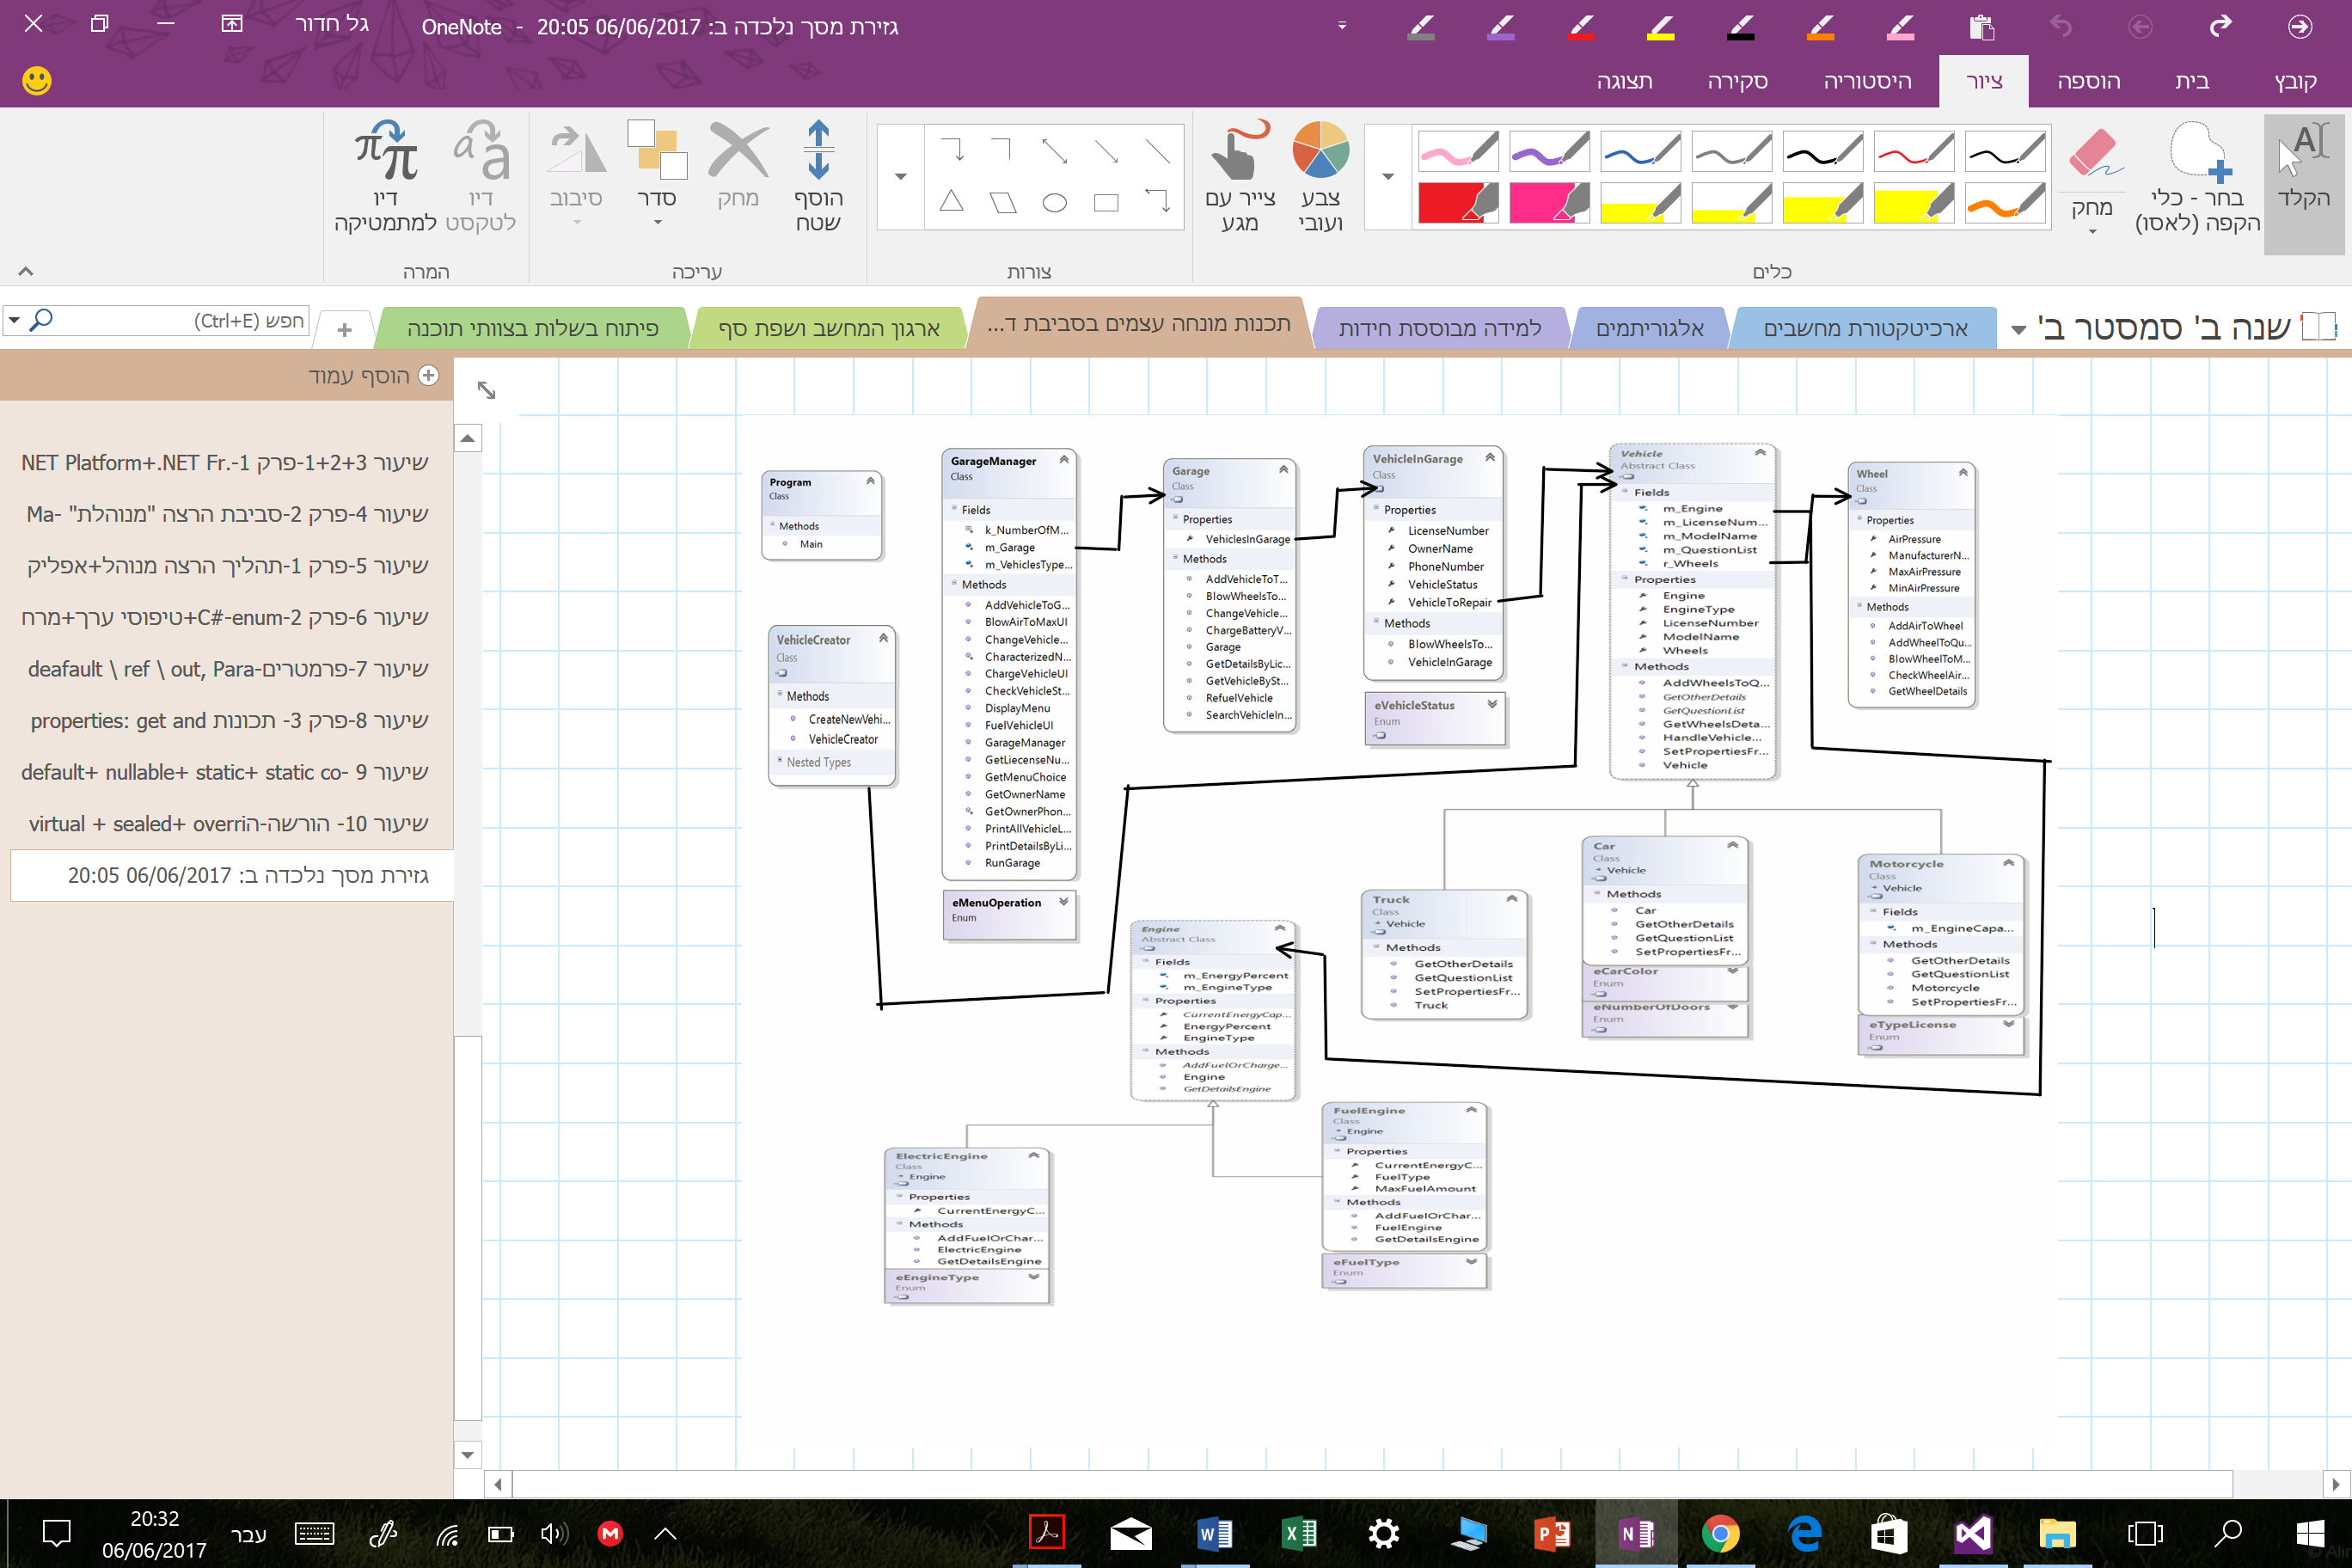 גזירת מסך נלכדה ב: 06/06/2017 20:05 - OneNote
גל חדור
קובץ
בית
הוספה
ציור
היסטוריה
סקירה
תצוגה
הקלד
בחר - כלי
הקפה (לאסו)
מחק
כלים
צבע
ועובי
צייר עם
מגע
צורות
הוסף
שטח
מחק
סדר
סיבוב
עריכה
דיו
לטקסט
דיו
למתמטיקה
המרה
שנה ב' סמסטר ב'
ארכיטקטורת מחשבים
אלגוריתמים
למידה מבוססת חידות
תכנות מונחה עצמים בסביבת ד...
ארגון המחשב ושפת סף
פיתוח בשלות בצוותי תוכנה
+
חפש (Ctrl+E)
הוסף עמוד
שיעור 1+2+3-פרק 1-.NET Platform+.NET Fr
שיעור 4-פרק 2-סביבת הרצה "מנוהלת" -Ma
שיעור 5-פרק 1-תהליך הרצה מנוהל+אפליק
שיעור 6-פרק 2-C#-enum+טיפוסי ערך+מרח
שיעור 7-פרמטרים-deafault \ ref \ out, Para
שיעור 8-פרק 3- תכונות properties: get and
שיעור 9 -default+ nullable+ static+ static co
שיעור 10- הורשה-הvirtual + sealed+ overri
גזירת מסך נלכדה ב: 06/06/2017 20:05
Program
Class
Methods
Main
VehicleCreator
Class
Methods
CreateNewVehi...
VehicleCreator
Nested Types
GarageManager
Class
Fields
k_NumberOfM...
m_Garage
m_VehiclesType...
Methods
AddVehicleToG...
BlowAirToMaxUI
ChangeVehicle...
CharacterizedN...
ChargeVehicleUI
CheckVehicleSt...
DisplayMenu
FuelVehicleUI
GarageManager
GetLiecenseNu...
GetMenuChoice
GetOwnerName
GetOwnerPhon...
PrintAllVehicleL...
PrintDetailsByLi...
RunGarage
eMenuOperation
Enum
Garage
Class
Properties
VehiclesInGarage
Methods
AddVehicleToT...
BlowWheelsTo...
ChangeVehicle...
ChargeBatteryV...
Garage
GetDetailsByLic...
GetVehicleBySt...
RefuelVehicle
SearchVehicleIn...
VehicleInGarage
Class
Properties
LicenseNumber
OwnerName
PhoneNumber
VehicleStatus
VehicleToRepair
Methods
BlowWheelsTo...
VehicleInGarage
eVehicleStatus
Enum
Vehicle
Abstract Class
Fields
m_Engine
m_LicenseNum...
m_ModelName
m_QuestionList
r_Wheels
Properties
Engine
EngineType
LicenseNumber
ModelName
Wheels
Methods
AddWheelsToQ...
GetOtherDetails
GetQuestionList
GetWheelsDeta...
HandleVehicle...
SetPropertiesFr...
Vehicle
Wheel
Class
Properties
AirPressure
ManufacturerN...
MaxAirPressure
MinAirPressure
Methods
AddAirToWheel
AddWheelToQu...
BlowWheelToM...
CheckWheelAir...
GetWheelDetails
Truck
Class
Vehicle
Methods
GetOtherDetails
GetQuestionList
SetPropertiesFr...
Truck
Car
Class
Vehicle
Methods
Car
GetOtherDetails
GetQuestionList
SetPropertiesFr...
eCarColor
Enum
eNumberOfDoors
Enum
Motorcycle
Class
Vehicle
Fields
m_EngineCapa...
Methods
GetOtherDetails
GetQuestionList
Motorcycle
SetPropertiesFr...
eTypeLicense
Enum
Engine
Abstract Class
Fields
m_EnergyPercent
m_EngineType
Properties
CurrentEnergyCap...
EnergyPercent
EngineType
Methods
AddFuelOrCharge...
Engine
GetDetailsEngine
ElectricEngine
Class
Engine
Properties
CurrentEnergyC...
Methods
AddFuelOrChar...
ElectricEngine
GetDetailsEngine
eEngineType
Enum
FuelEngine
Class
Engine
Properties
CurrentEnergyC...
FuelType
MaxFuelAmount
Methods
AddFuelOrChar...
FuelEngine
GetDetailsEngine
eFuelType
Enum
20:32
06/06/2017
עבר